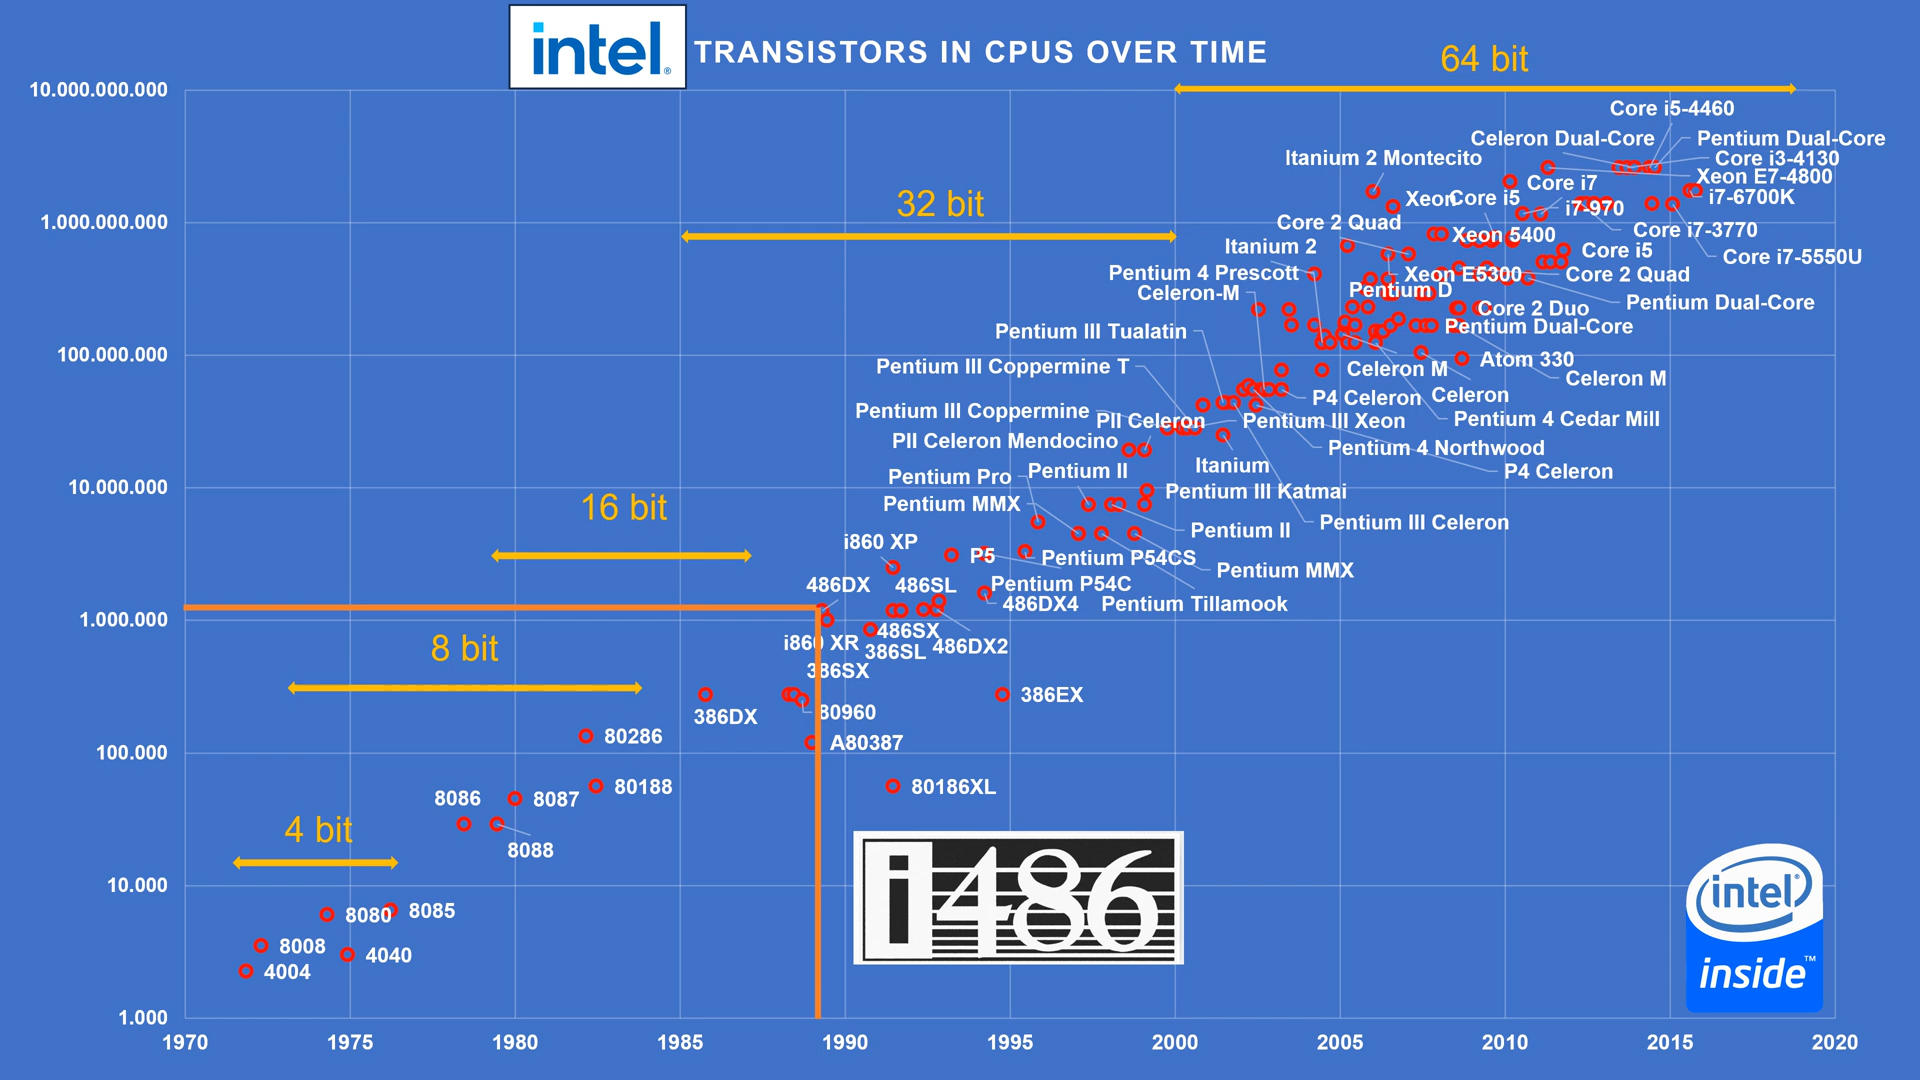 intel® TRANSISTORS IN CPUS OVER TIME
64 bit
10.000.000.000
Core i5-4460
Celeron Dual-Core
Pentium Dual-Core
Itanium 2 Montecito
Core i3-4130
Xeon E7-4800
Core i7
i7-6700K
Xeon
Core i5
32 bit
i7-970
1.000.000.000
Core 2 Quad
Core i7-3770
Xeon 5400
Itanium 2
Core i5
Core i7-5550U
Pentium 4 Prescott
Xeon E5300
Core 2 Quad
Celeron-M
Pentium D
Pentium Dual-Core
Core 2 Duo
Pentium III Tualatin
Pentium Dual-Core
100.000.000
Atom 330
Pentium III Coppermine T
Celeron M
Celeron M
P4 Celeron
Celeron
Pentium III Coppermine
PII Celeron
Pentium III Xeon
Pentium 4 Cedar Mill
PII Celeron Mendocino
Pentium 4 Northwood
Itanium
P4 Celeron
Pentium Pro
Pentium II
10.000.000
Pentium III Katmai
Pentium MMX
16 bit
Pentium III Celeron
Pentium II
i860 XP
P5
Pentium P54CS
Pentium MMX
486DX
486SL
Pentium P54C
486DX4
Pentium Tillamook
1.000.000
i860 XR
486SX
386SL
486DX2
8 bit
386SX
386DX
386EX
80960
80286
A80387
100.000
80188
80186XL
8086
8087
8088
4 bit
i486
10.000
8080
8085
8008
4040
4004
intel®
inside™
1.000
1970 1975 1980 1985 1990 1995 2000 2005 2010 2015 2020